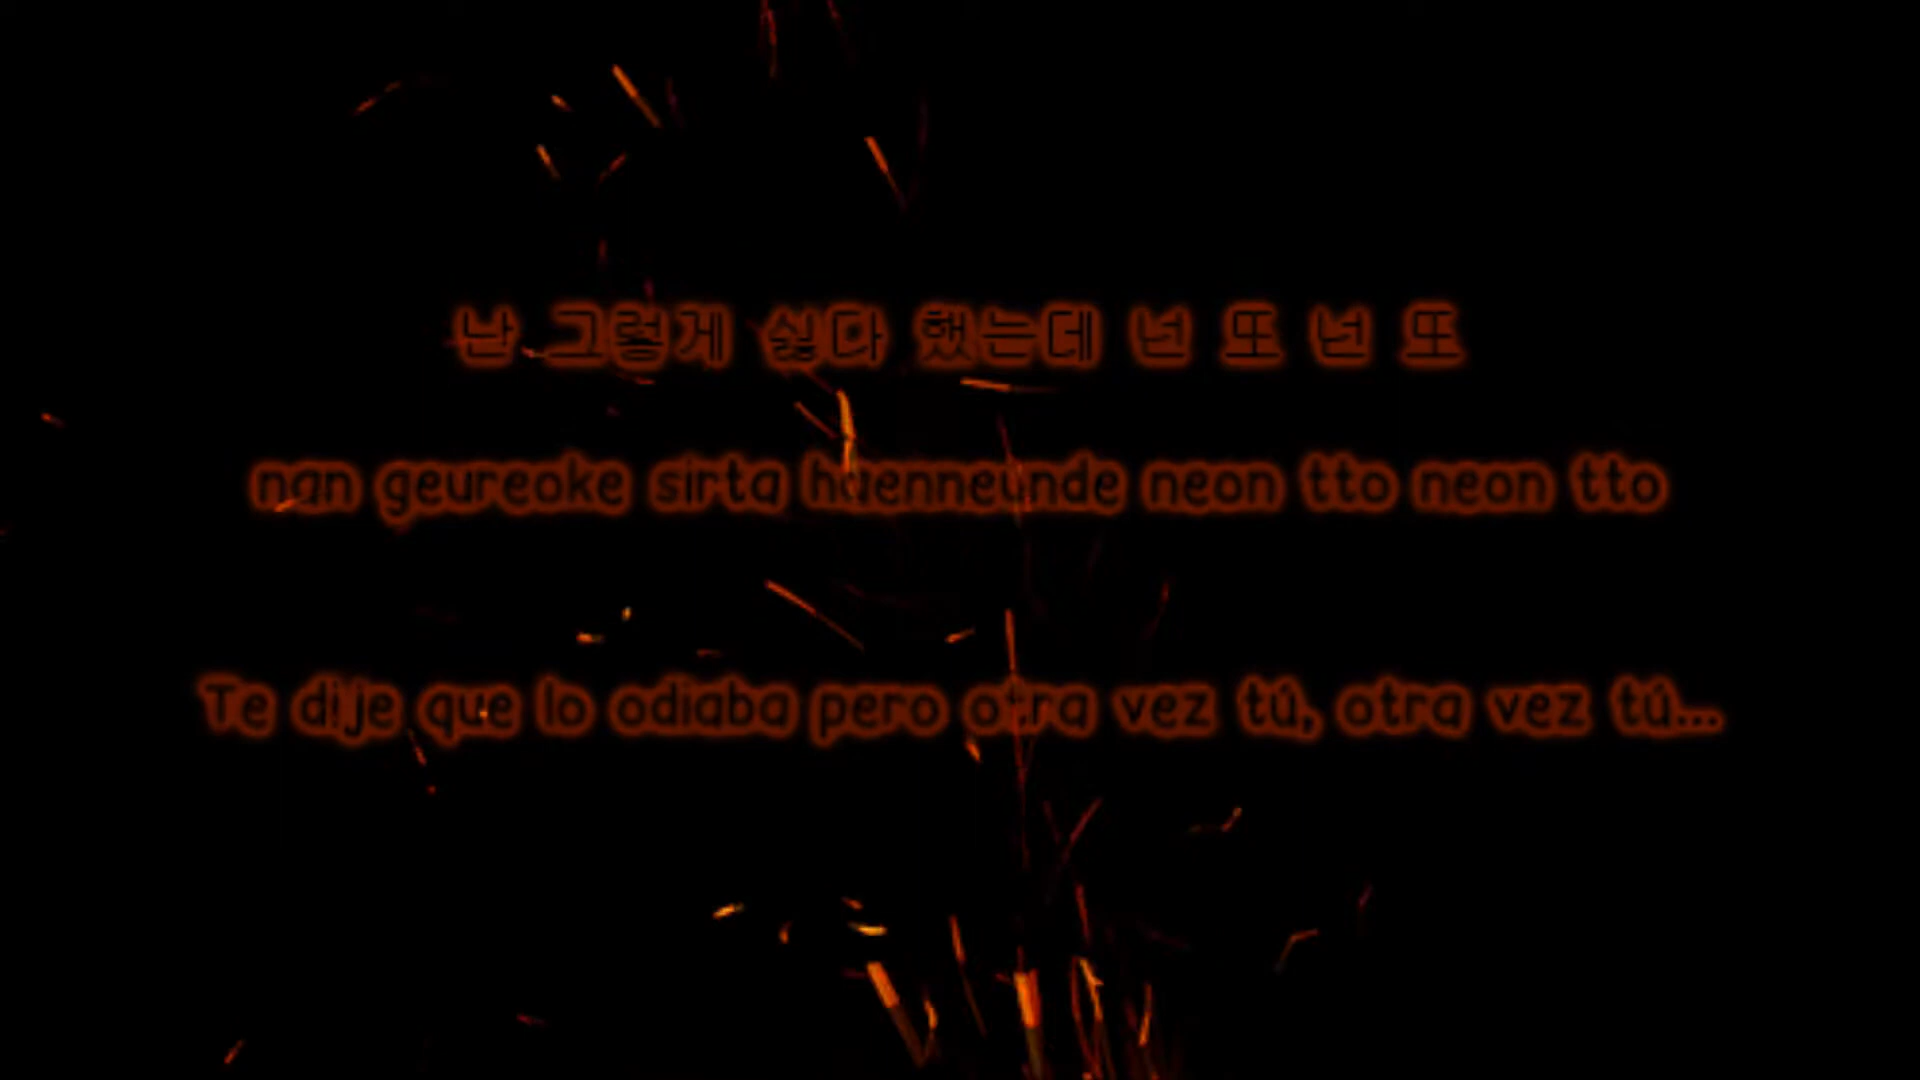 난 그렇게 싫다 했는데 넌 또 넌 또
nan geureoke sirta haenneunde neon tto neon tto
Te dije que lo odiaba pero otra vez tú, otra vez tú...